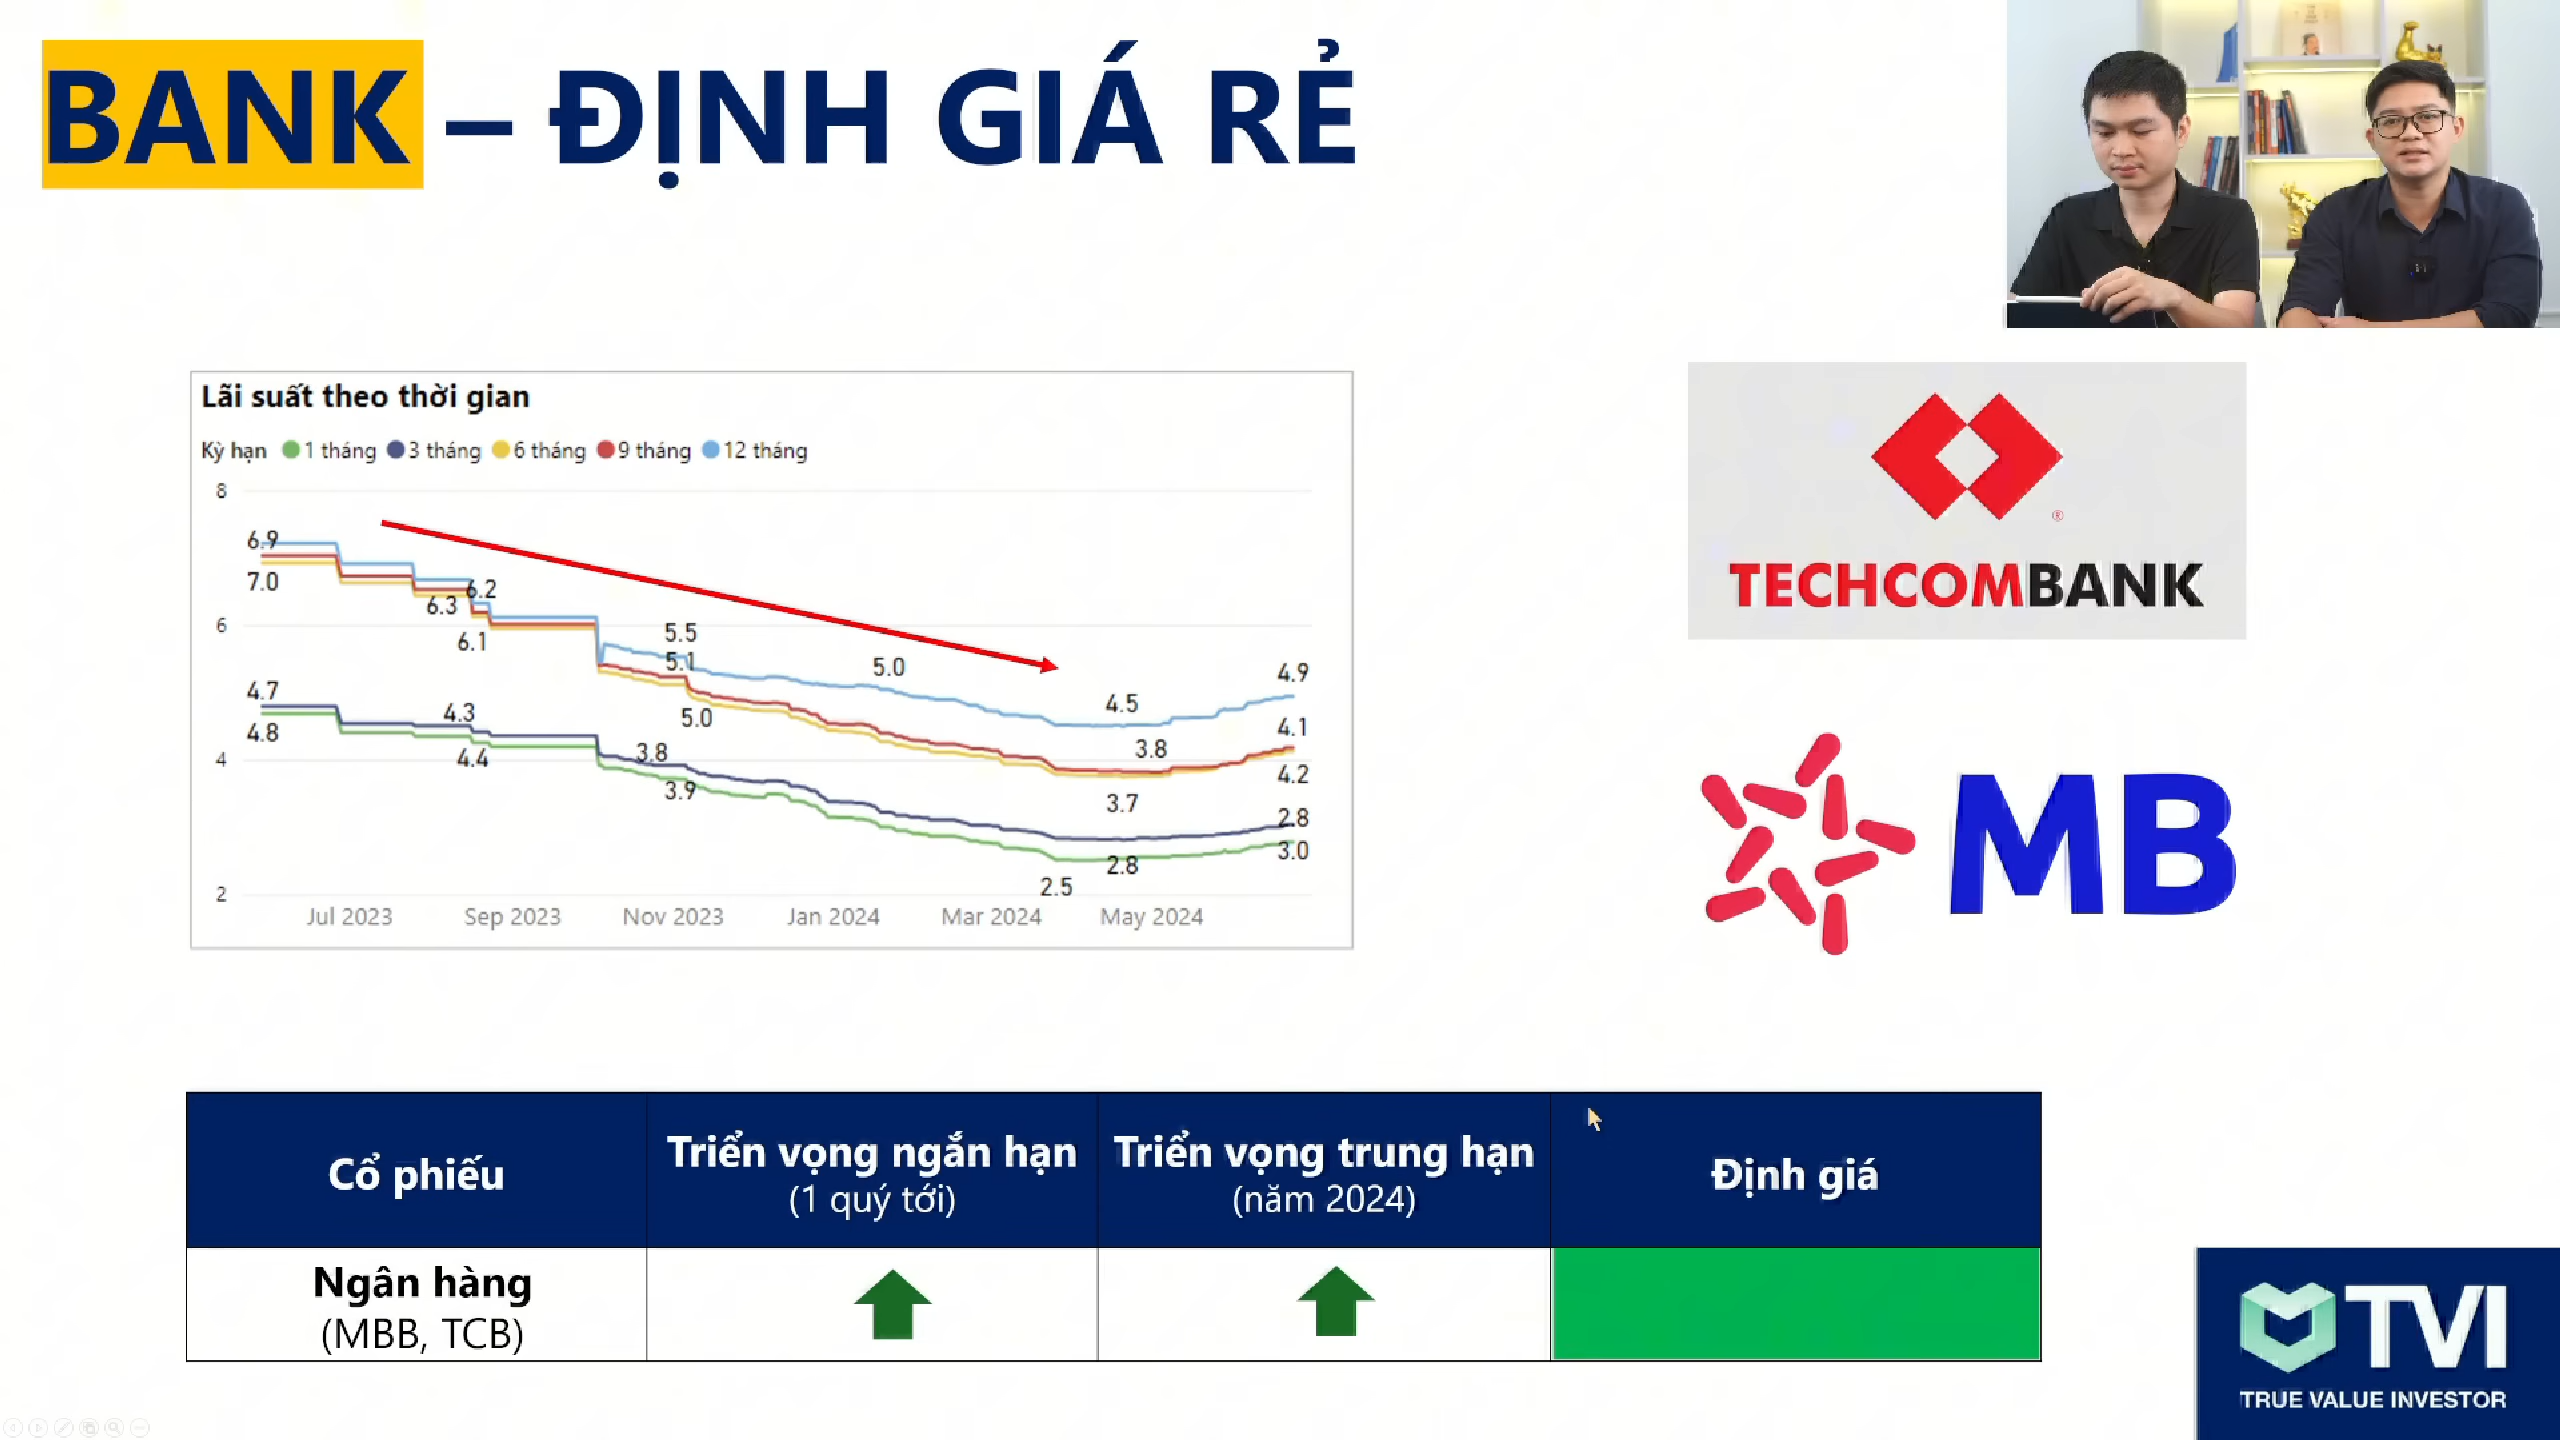 BANK – ĐỊNH GIÁ RẺ
Lãi suất theo thời gian
Kỳ hạn 1 tháng 3 tháng 6 tháng 9 tháng 12 tháng
8
6
4
2
6.9
7.0
6.3
6.2
6.1
5.5
5.1
5.0
5.0
4.5
4.9
4.1
4.7
4.8
4.3
4.4
3.8
3.9
3.8
4.2
3.7
2.8
2.8
3.0
2.5
Jul 2023 Sep 2023 Nov 2023 Jan 2024 Mar 2024 May 2024
TECHCOMBANK
®
MB
Cổ phiếu
Triển vọng ngắn hạn
(1 quý tới)
Triển vọng trung hạn
(năm 2024)
Định giá
Ngân hàng
(MBB, TCB)
TVI
TRUE VALUE INVESTOR